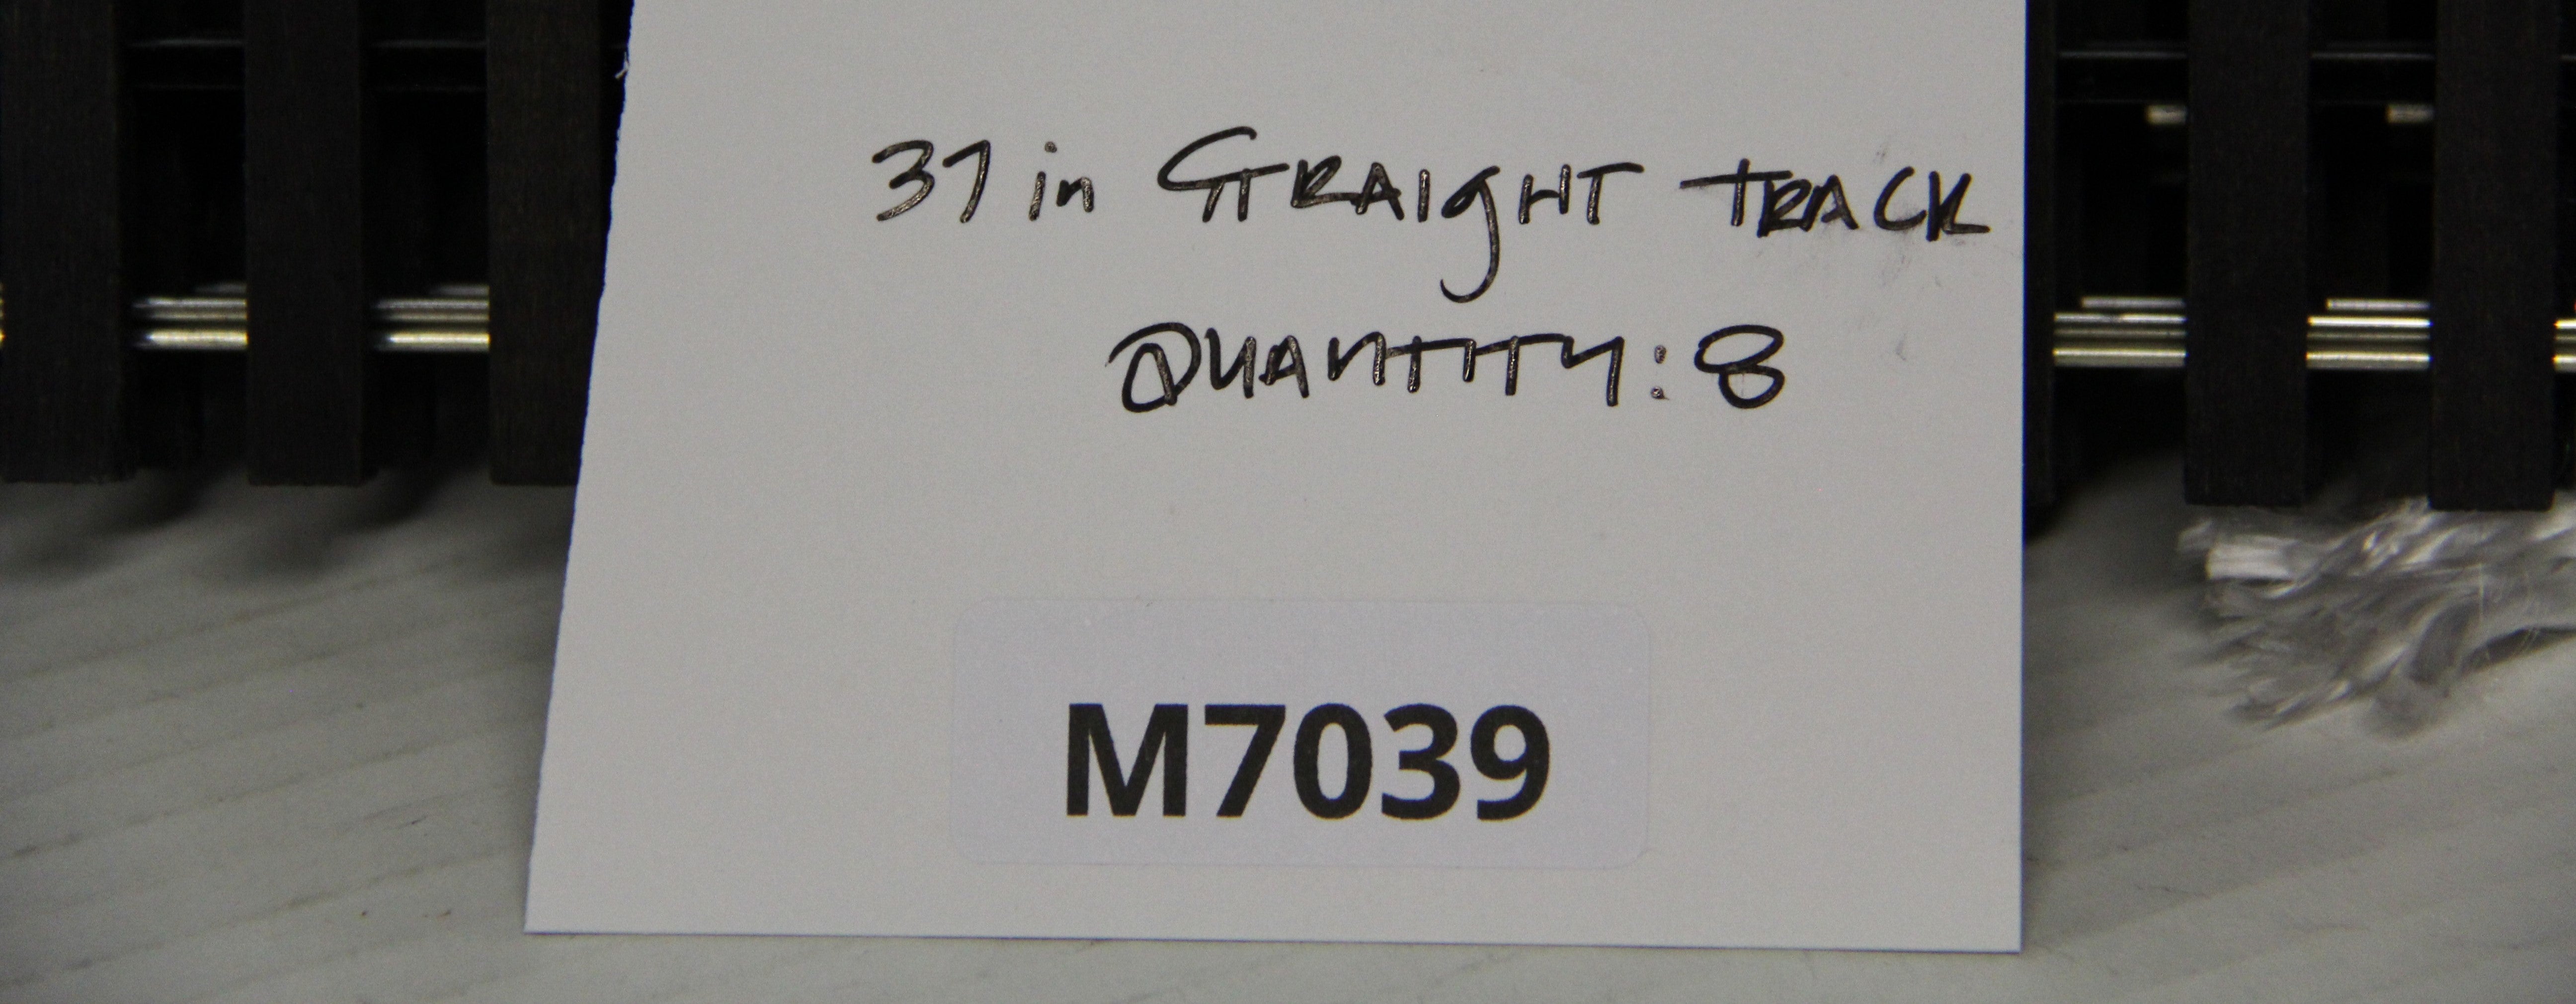 37 in STRAIgHT TRACK
QUANTITY: 8
M7039